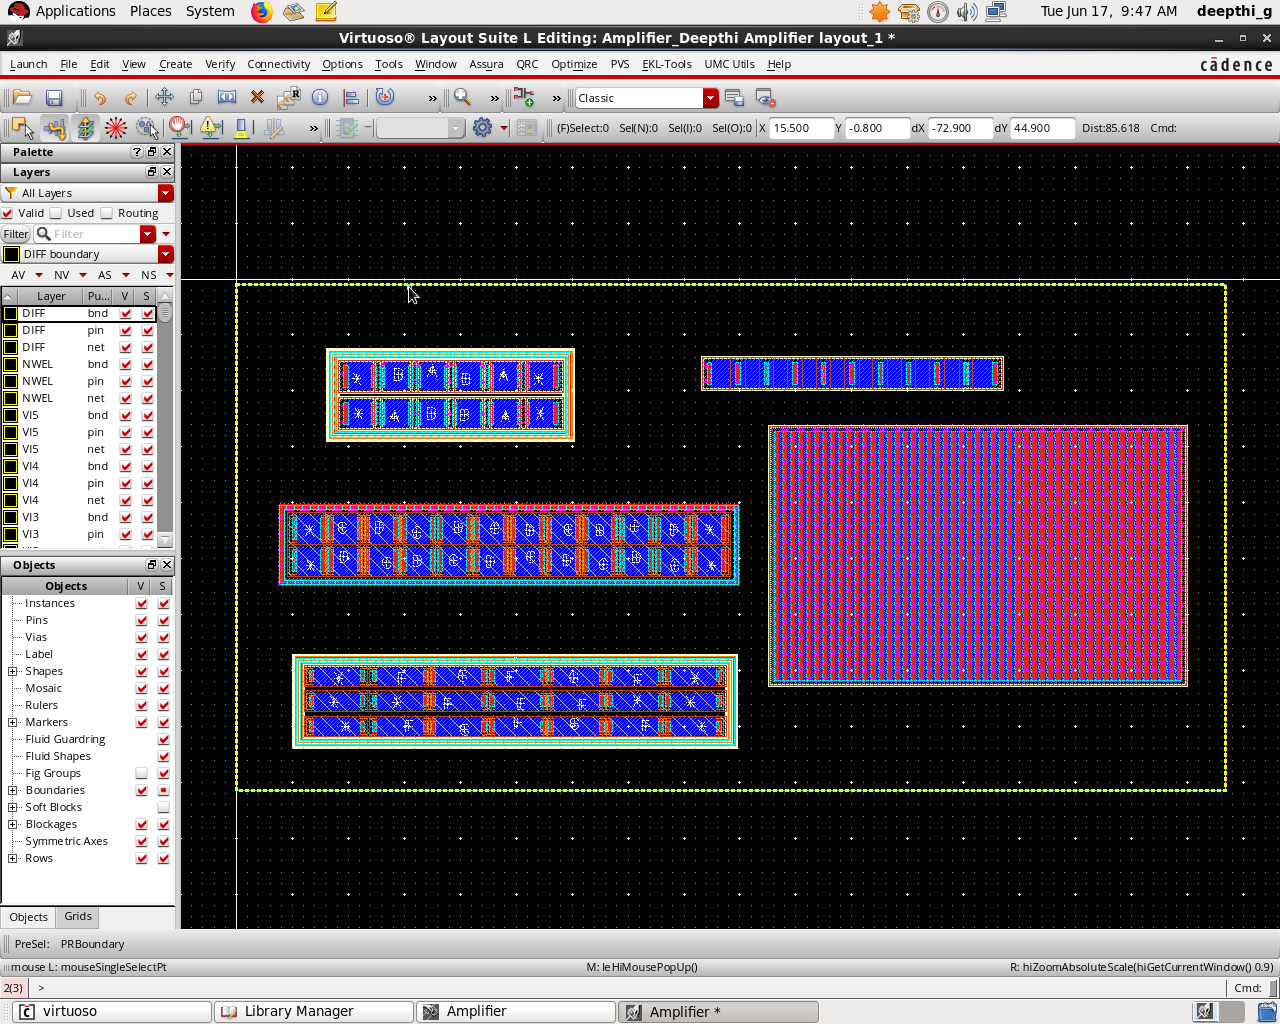 Applications Places System Tue Jun 17, 9:47 AM deepthi_g
Virtuoso® Layout Suite L Editing: Amplifier_Deepthi Amplifier layout_1 *
Launch File Edit View Create Verify Connectivity Options Tools Window Assura QRC Optimize PVS EKL-Tools UMC Utils Help cādence
» » » Classic
» (F)Select:0 Sel(N):0 Sel(I):0 Sel(O):0 X 15.500 Y -0.800 dX -72.900 dY 44.900 Dist:85.618 Cmd:
Palette
Layers
All Layers
Valid Used Routing
Filter Filter
DIFF boundary
AV NV AS NS
Layer Pu... V S
DIFF bnd
DIFF pin
DIFF net
NWEL bnd
NWEL pin
NWEL net
VI5 bnd
VI5 pin
VI5 net
VI4 bnd
VI4 pin
VI4 net
VI3 bnd
VI3 pin
Objects
Objects V S
Instances
Pins
Vias
Label
Shapes
Mosaic
Rulers
Markers
Fluid Guardring
Fluid Shapes
Fig Groups
Boundaries
Soft Blocks
Blockages
Symmetric Axes
Rows
Objects Grids
PreSel: PRBoundary
mouse L: mouseSingleSelectPt M: leHiMousePopUp() R: hiZoomAbsoluteScale(hiGetCurrentWindow() 0.9)
2(3) > Cmd:
virtuoso Library Manager Amplifier Amplifier *